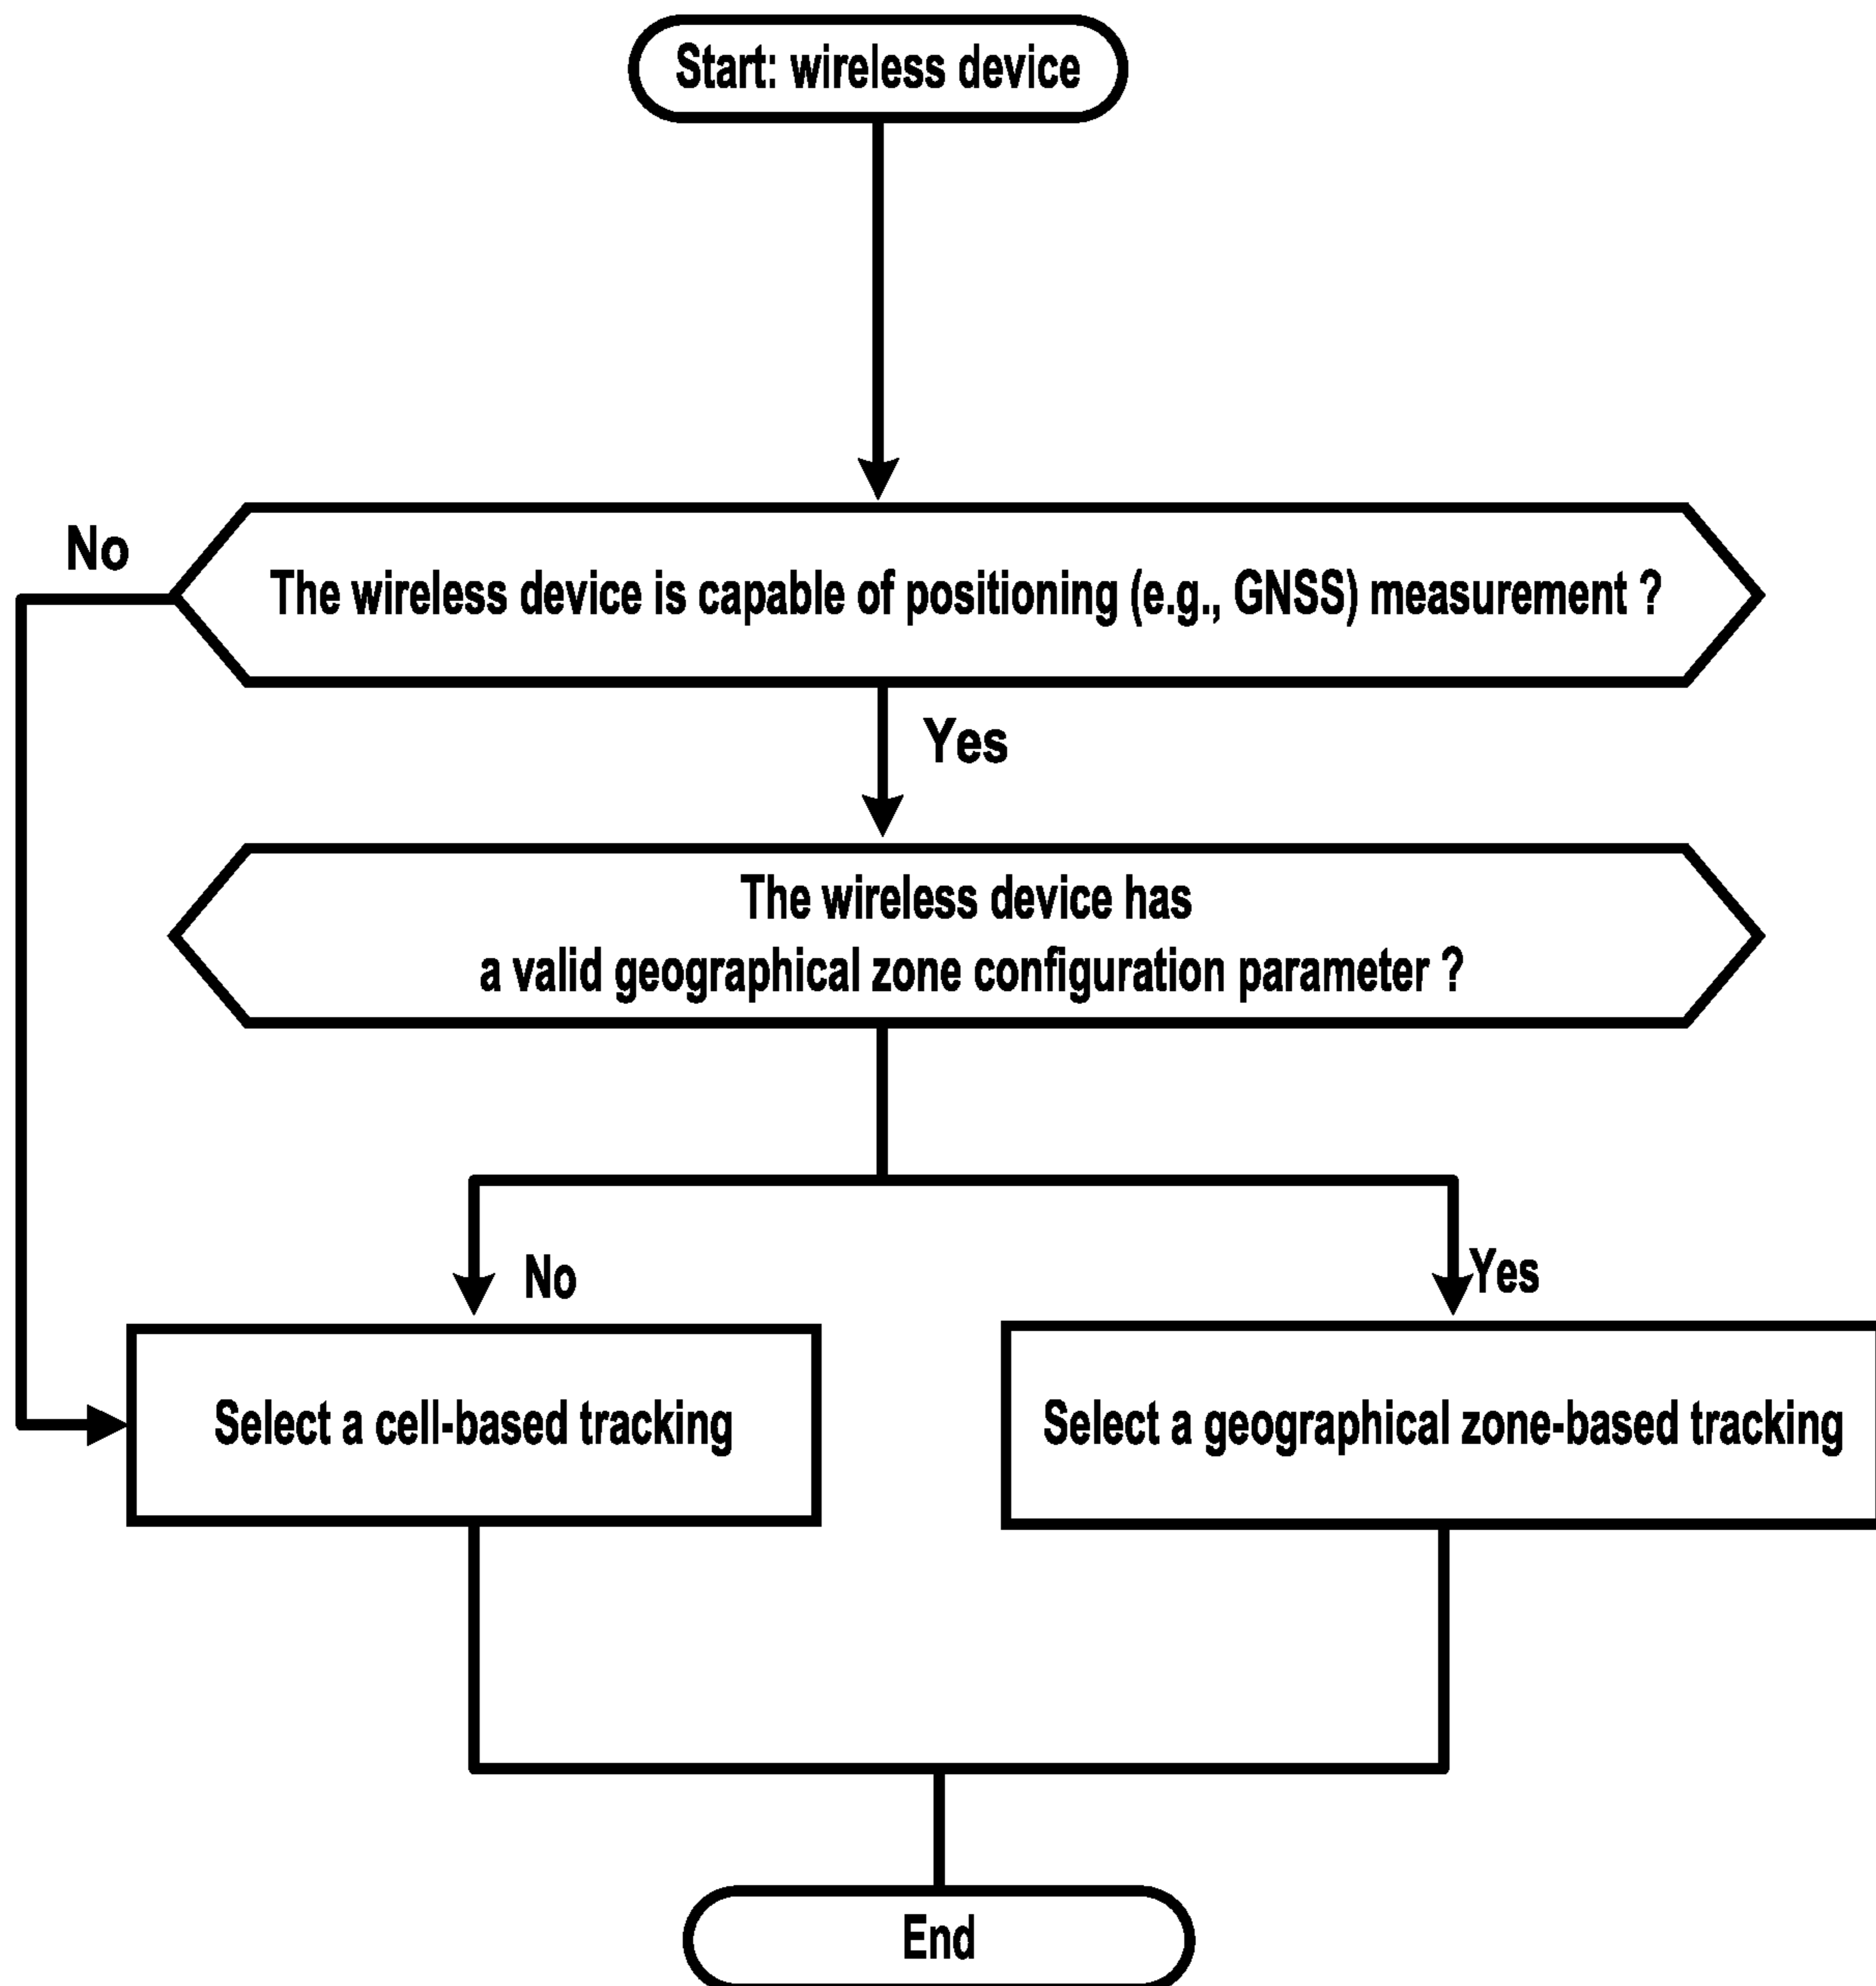 Start: wireless device
No
The wireless device is capable of positioning (e.g., GNSS) measurement ?
Yes
The wireless device has
a valid geographical zone configuration parameter ?
No
Yes
Select a cell-based tracking
Select a geographical zone-based tracking
End